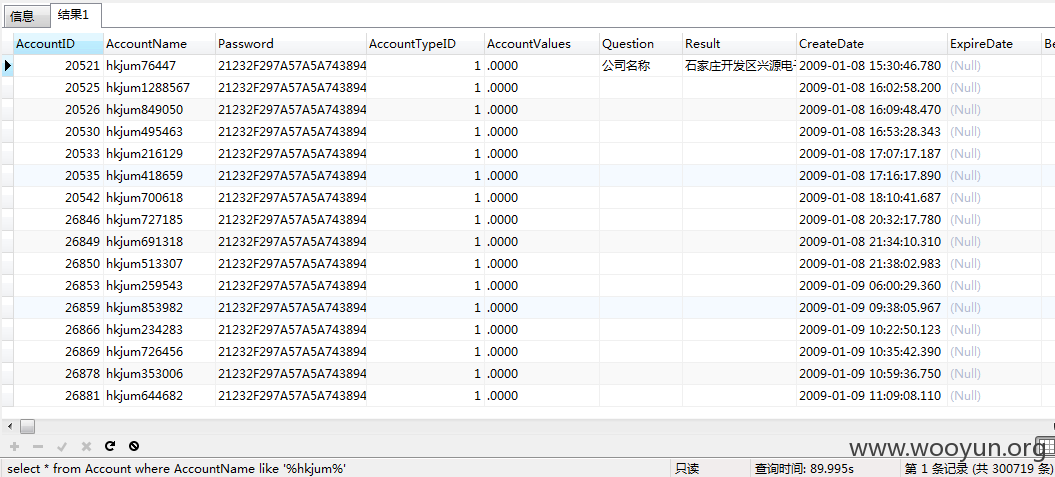 信息 结果1
AccountID AccountName Password AccountTypeID AccountValues Question Result CreateDate ExpireDate Be
20521 hkjum76447 21232F297A57A5A743894 1 .0000 公司名称 石家庄开发区兴源电子 2009-01-08 15:30:46.780 (Null)
20525 hkjum1288567 21232F297A57A5A743894 1 .0000 2009-01-08 16:02:58.200 (Null)
20526 hkjum849050 21232F297A57A5A743894 1 .0000 2009-01-08 16:09:48.470 (Null)
20530 hkjum495463 21232F297A57A5A743894 1 .0000 2009-01-08 16:53:28.343 (Null)
20533 hkjum216129 21232F297A57A5A743894 1 .0000 2009-01-08 17:07:17.187 (Null)
20535 hkjum418659 21232F297A57A5A743894 1 .0000 2009-01-08 17:16:17.890 (Null)
20542 hkjum700618 21232F297A57A5A743894 1 .0000 2009-01-08 18:10:41.687 (Null)
26846 hkjum727185 21232F297A57A5A743894 1 .0000 2009-01-08 20:32:17.780 (Null)
26849 hkjum691318 21232F297A57A5A743894 1 .0000 2009-01-08 21:34:10.310 (Null)
26850 hkjum513307 21232F297A57A5A743894 1 .0000 2009-01-08 21:38:02.983 (Null)
26853 hkjum259543 21232F297A57A5A743894 1 .0000 2009-01-09 06:00:29.360 (Null)
26859 hkjum853982 21232F297A57A5A743894 1 .0000 2009-01-09 09:38:05.967 (Null)
26866 hkjum234283 21232F297A57A5A743894 1 .0000 2009-01-09 10:22:50.123 (Null)
26869 hkjum726456 21232F297A57A5A743894 1 .0000 2009-01-09 10:35:42.390 (Null)
26878 hkjum353006 21232F297A57A5A743894 1 .0000 2009-01-09 10:59:36.750 (Null)
26881 hkjum644682 21232F297A57A5A743894 1 .0000 2009-01-09 11:09:08.110 (Null)
www.wooyun.org
select * from Account where AccountName like '%hkjum%' 只读 查询时间: 89.995s 第 1 条记录 (共 300719 条)